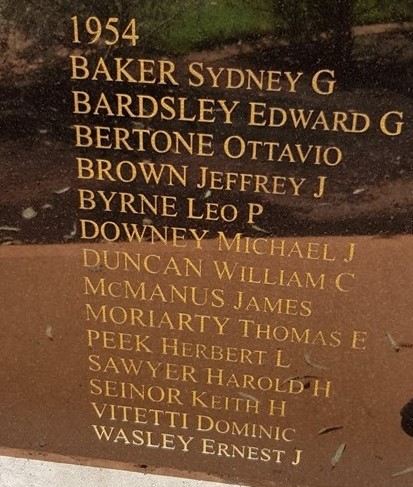 1954
BAKER SYDNEY G
BARDSLEY EDWARD G
BERTONE OTTAVIO
BROWN JEFFREY J
BYRNE LEO P
DOWNEY MICHAEL J
DUNCAN WILLIAM C
MCMANUS JAMES
MORIARTY THOMAS E
PEEK HERBERT L
SAWYER HAROLD H
SEINOR KEITH H
VITETTI DOMINIC
WASLEY ERNEST J